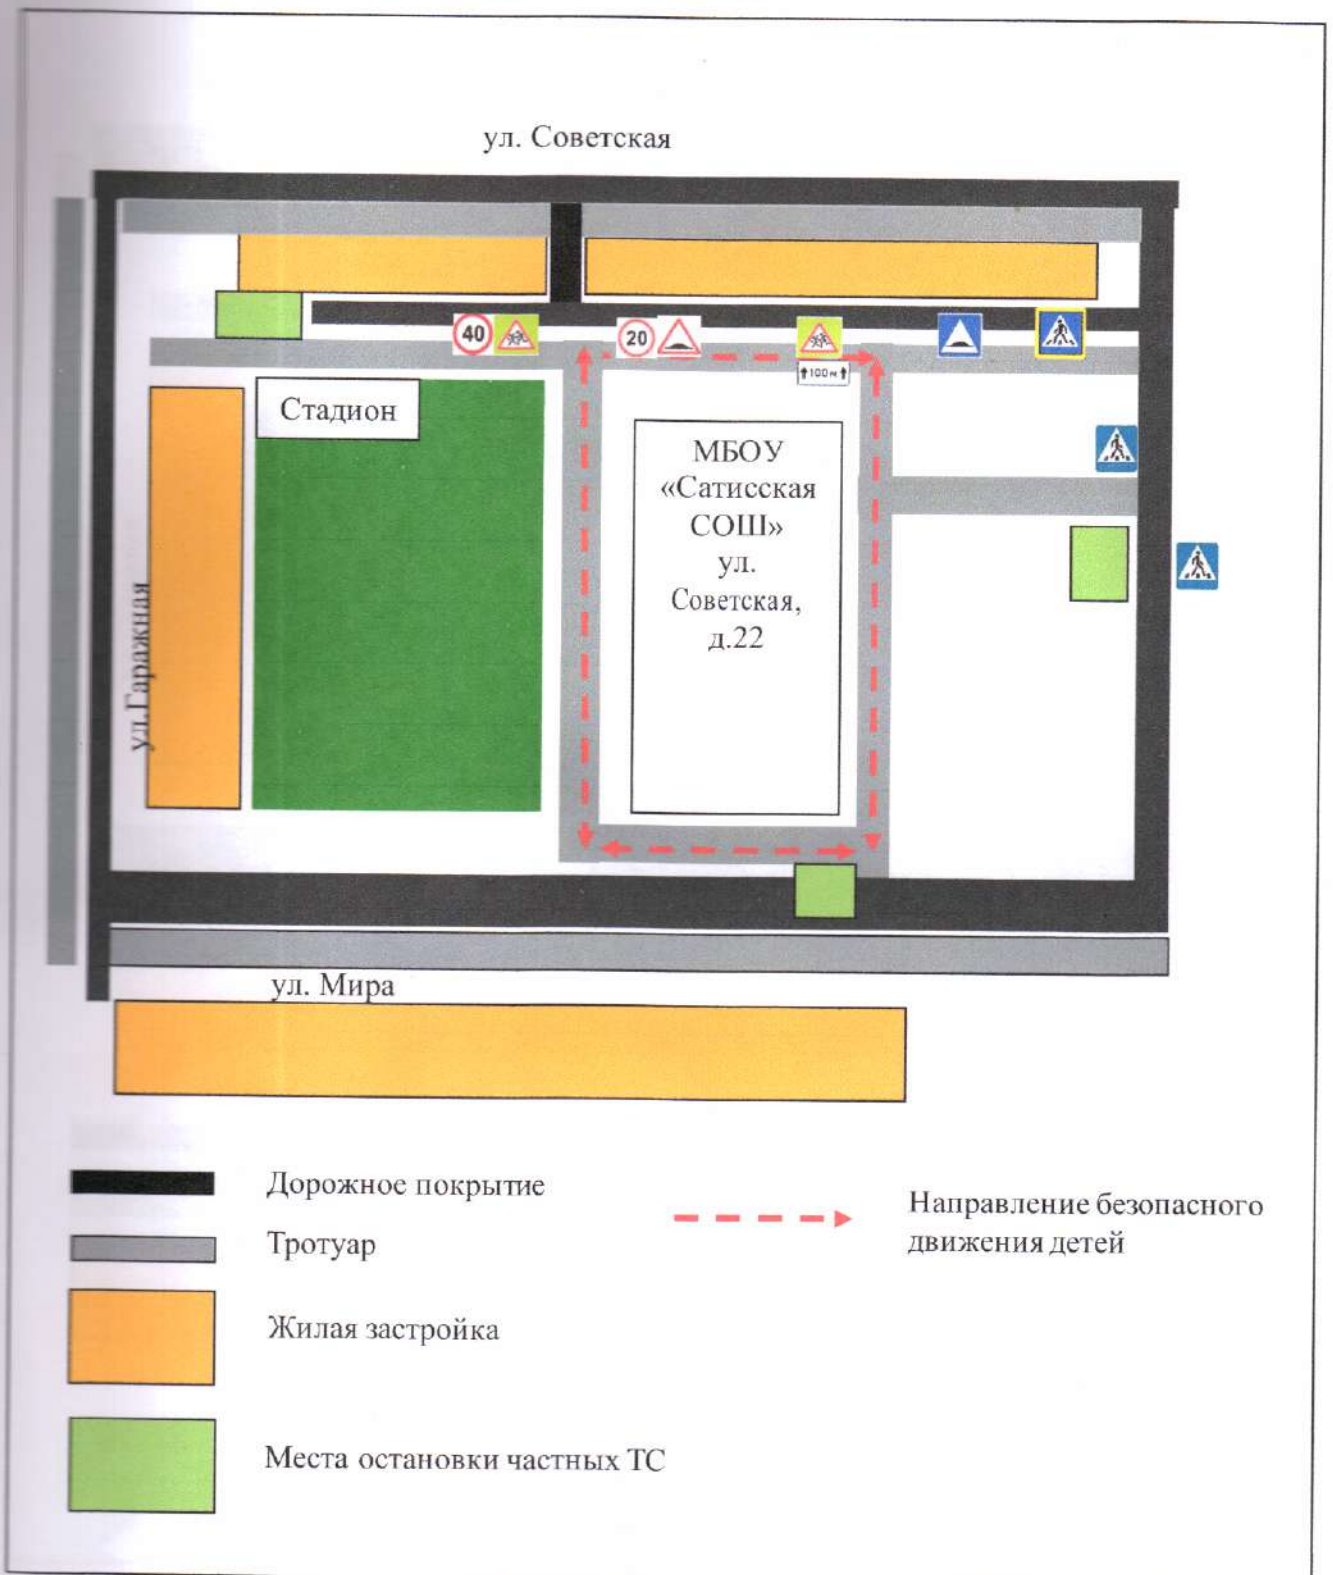 ул. Советская
40
20
100м
Стадион
МБОУ
«Сатисская
СОШ»
ул.
Советская,
д.22
ул.Гаражная
ул. Мира
Дорожное покрытие
Тротуар
Жилая застройка
Места остановки частных ТС
Направление безопасного
движения детей